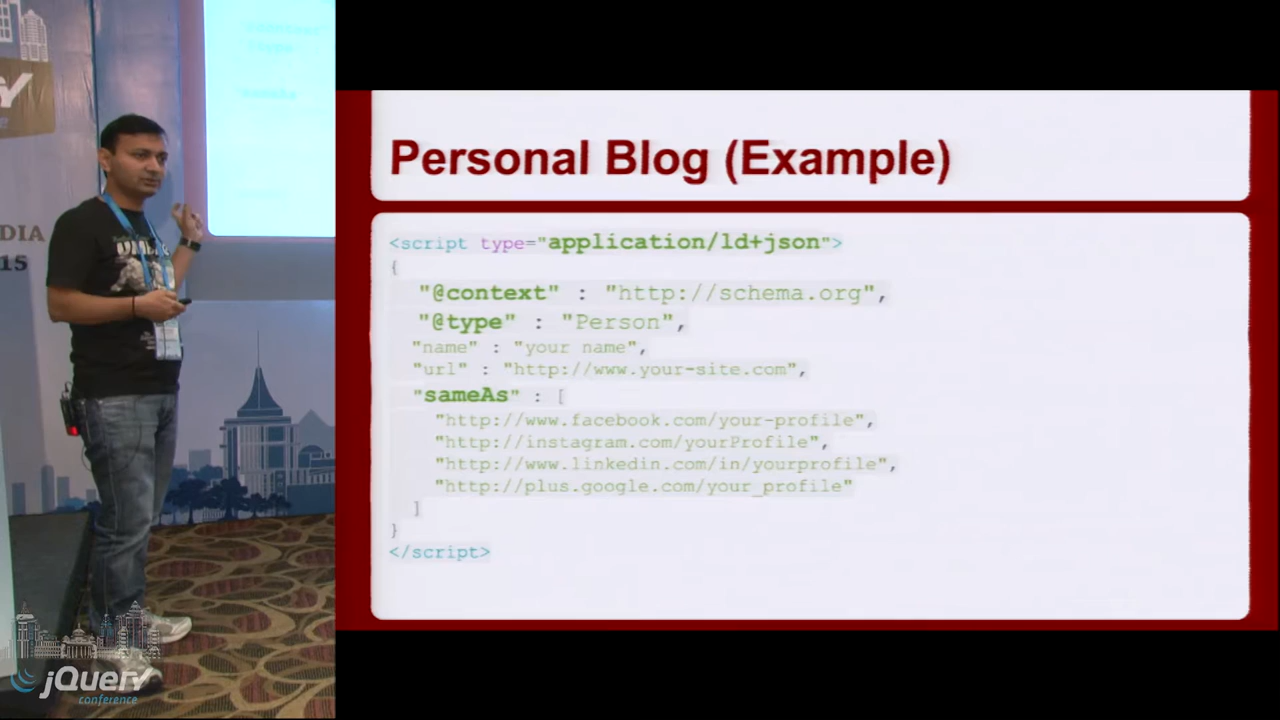 Personal Blog (Example)
<script type="application/ld+json">
{
"@context" : "http://schema.org",
"@type" : "Person",
"name" : "your name",
"url" : "http://www.your-site.com",
"sameAs" : [
"http://www.facebook.com/your-profile",
"http://instagram.com/yourProfile",
"http://www.linkedin.com/in/yourprofile",
"http://plus.google.com/your_profile"
]
}
</script>
DIA
15
jQuery
conference